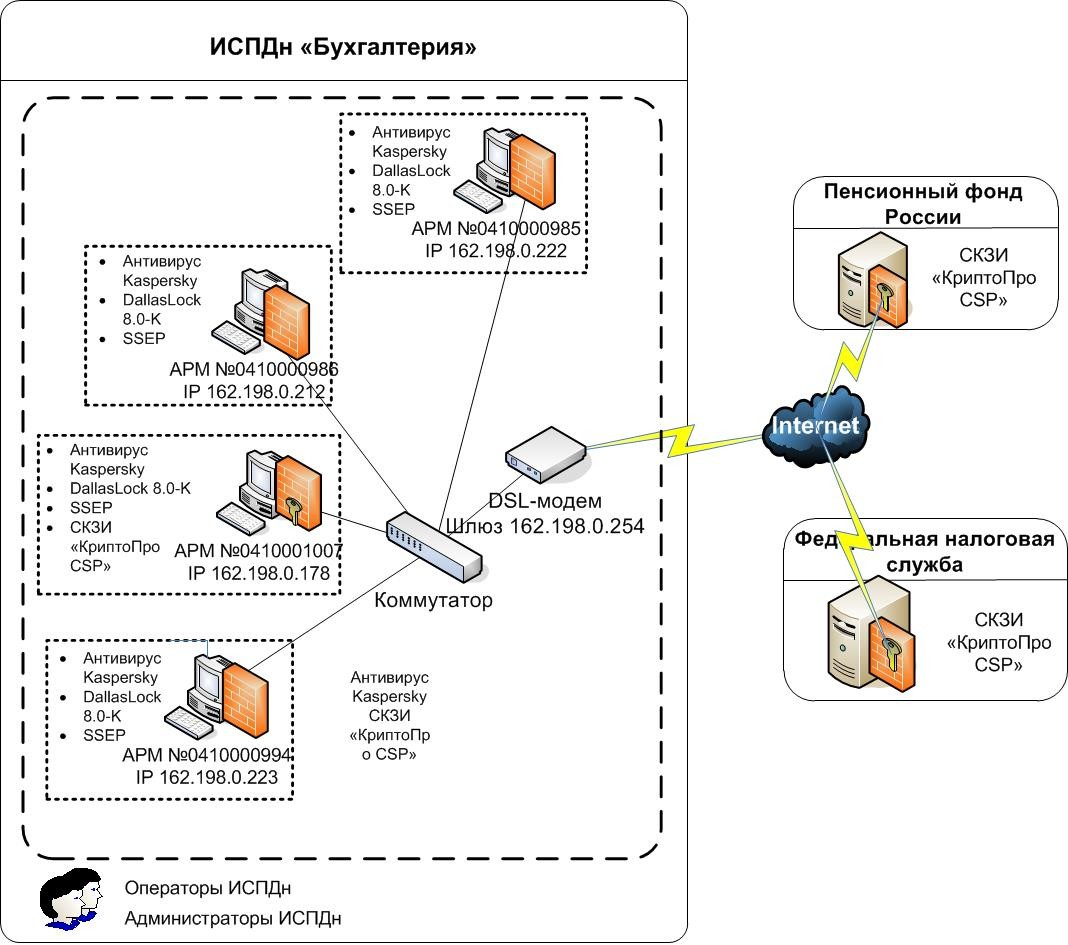 ИСПДн «Бухгалтерия»
• Антивирус
Kaspersky
• DallasLock
8.0-K
• SSEP
АРМ №0410000985
IP 162.198.0.222
• Антивирус
Kaspersky
• DallasLock
8.0-K
• SSEP
АРМ №0410000986
IP 162.198.0.212
• Антивирус
Kaspersky
• DallasLock 8.0-K
• SSEP
• СКЗИ
«КриптоПро
CSP»
АРМ №0410001007
IP 162.198.0.178
• Антивирус
Kaspersky
• DallasLock
8.0-K
• SSEP
АРМ №0410000994
IP 162.198.0.223
DSL-модем
Шлюз 162.198.0.254
Коммутатор
Антивирус
Kaspersky
СКЗИ
«КриптоПр
о CSP»
Операторы ИСПДн
Администраторы ИСПДн
Internet
Пенсионный фонд
России
СКЗИ
«КриптоПро
CSP»
Федеральная налоговая
служба
СКЗИ
«КриптоПро
CSP»